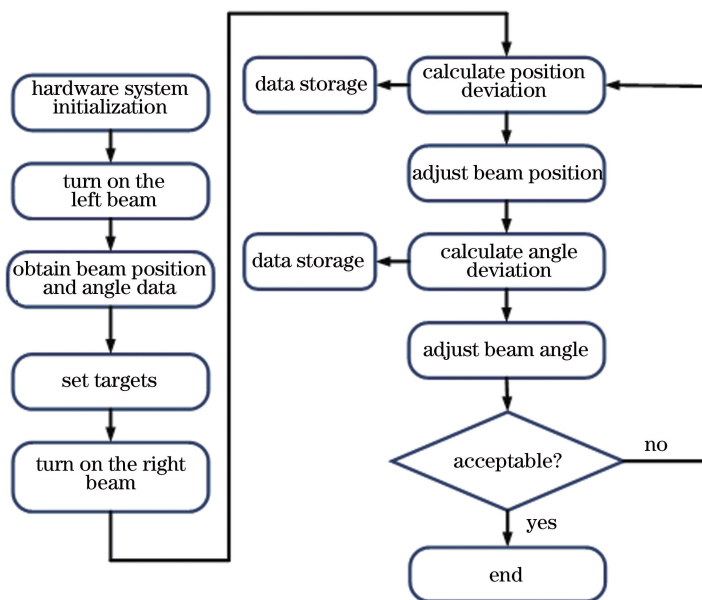 hardware system
initialization
turn on the
left beam
obtain beam position
and angle data
set targets
turn on the right
beam
data storage
calculate position
deviation
adjust beam position
data storage
calculate angle
deviation
adjust beam angle
acceptable?
no
yes
end